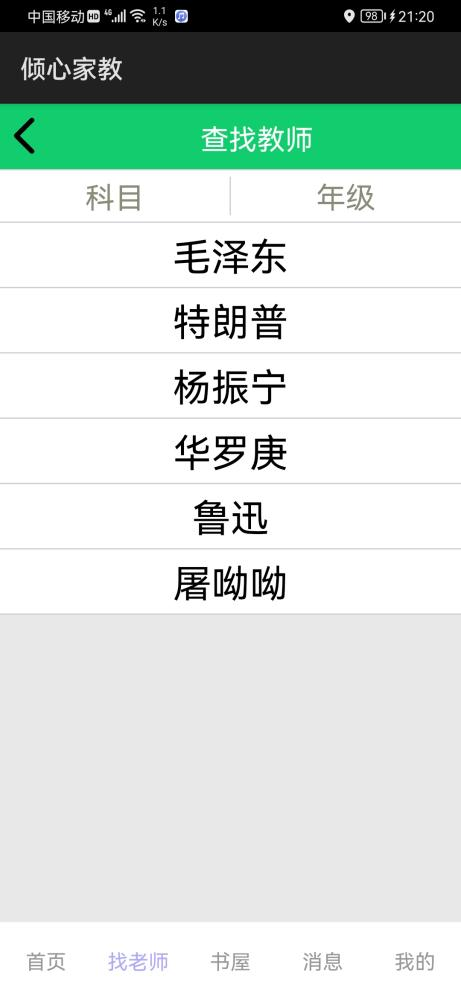 中国移动 HD 4G 1.1 K/s 98 21:20
倾心家教
查找教师
科目 年级
毛泽东
特朗普
杨振宁
华罗庚
鲁迅
屠呦呦
首页 找老师 书屋 消息 我的